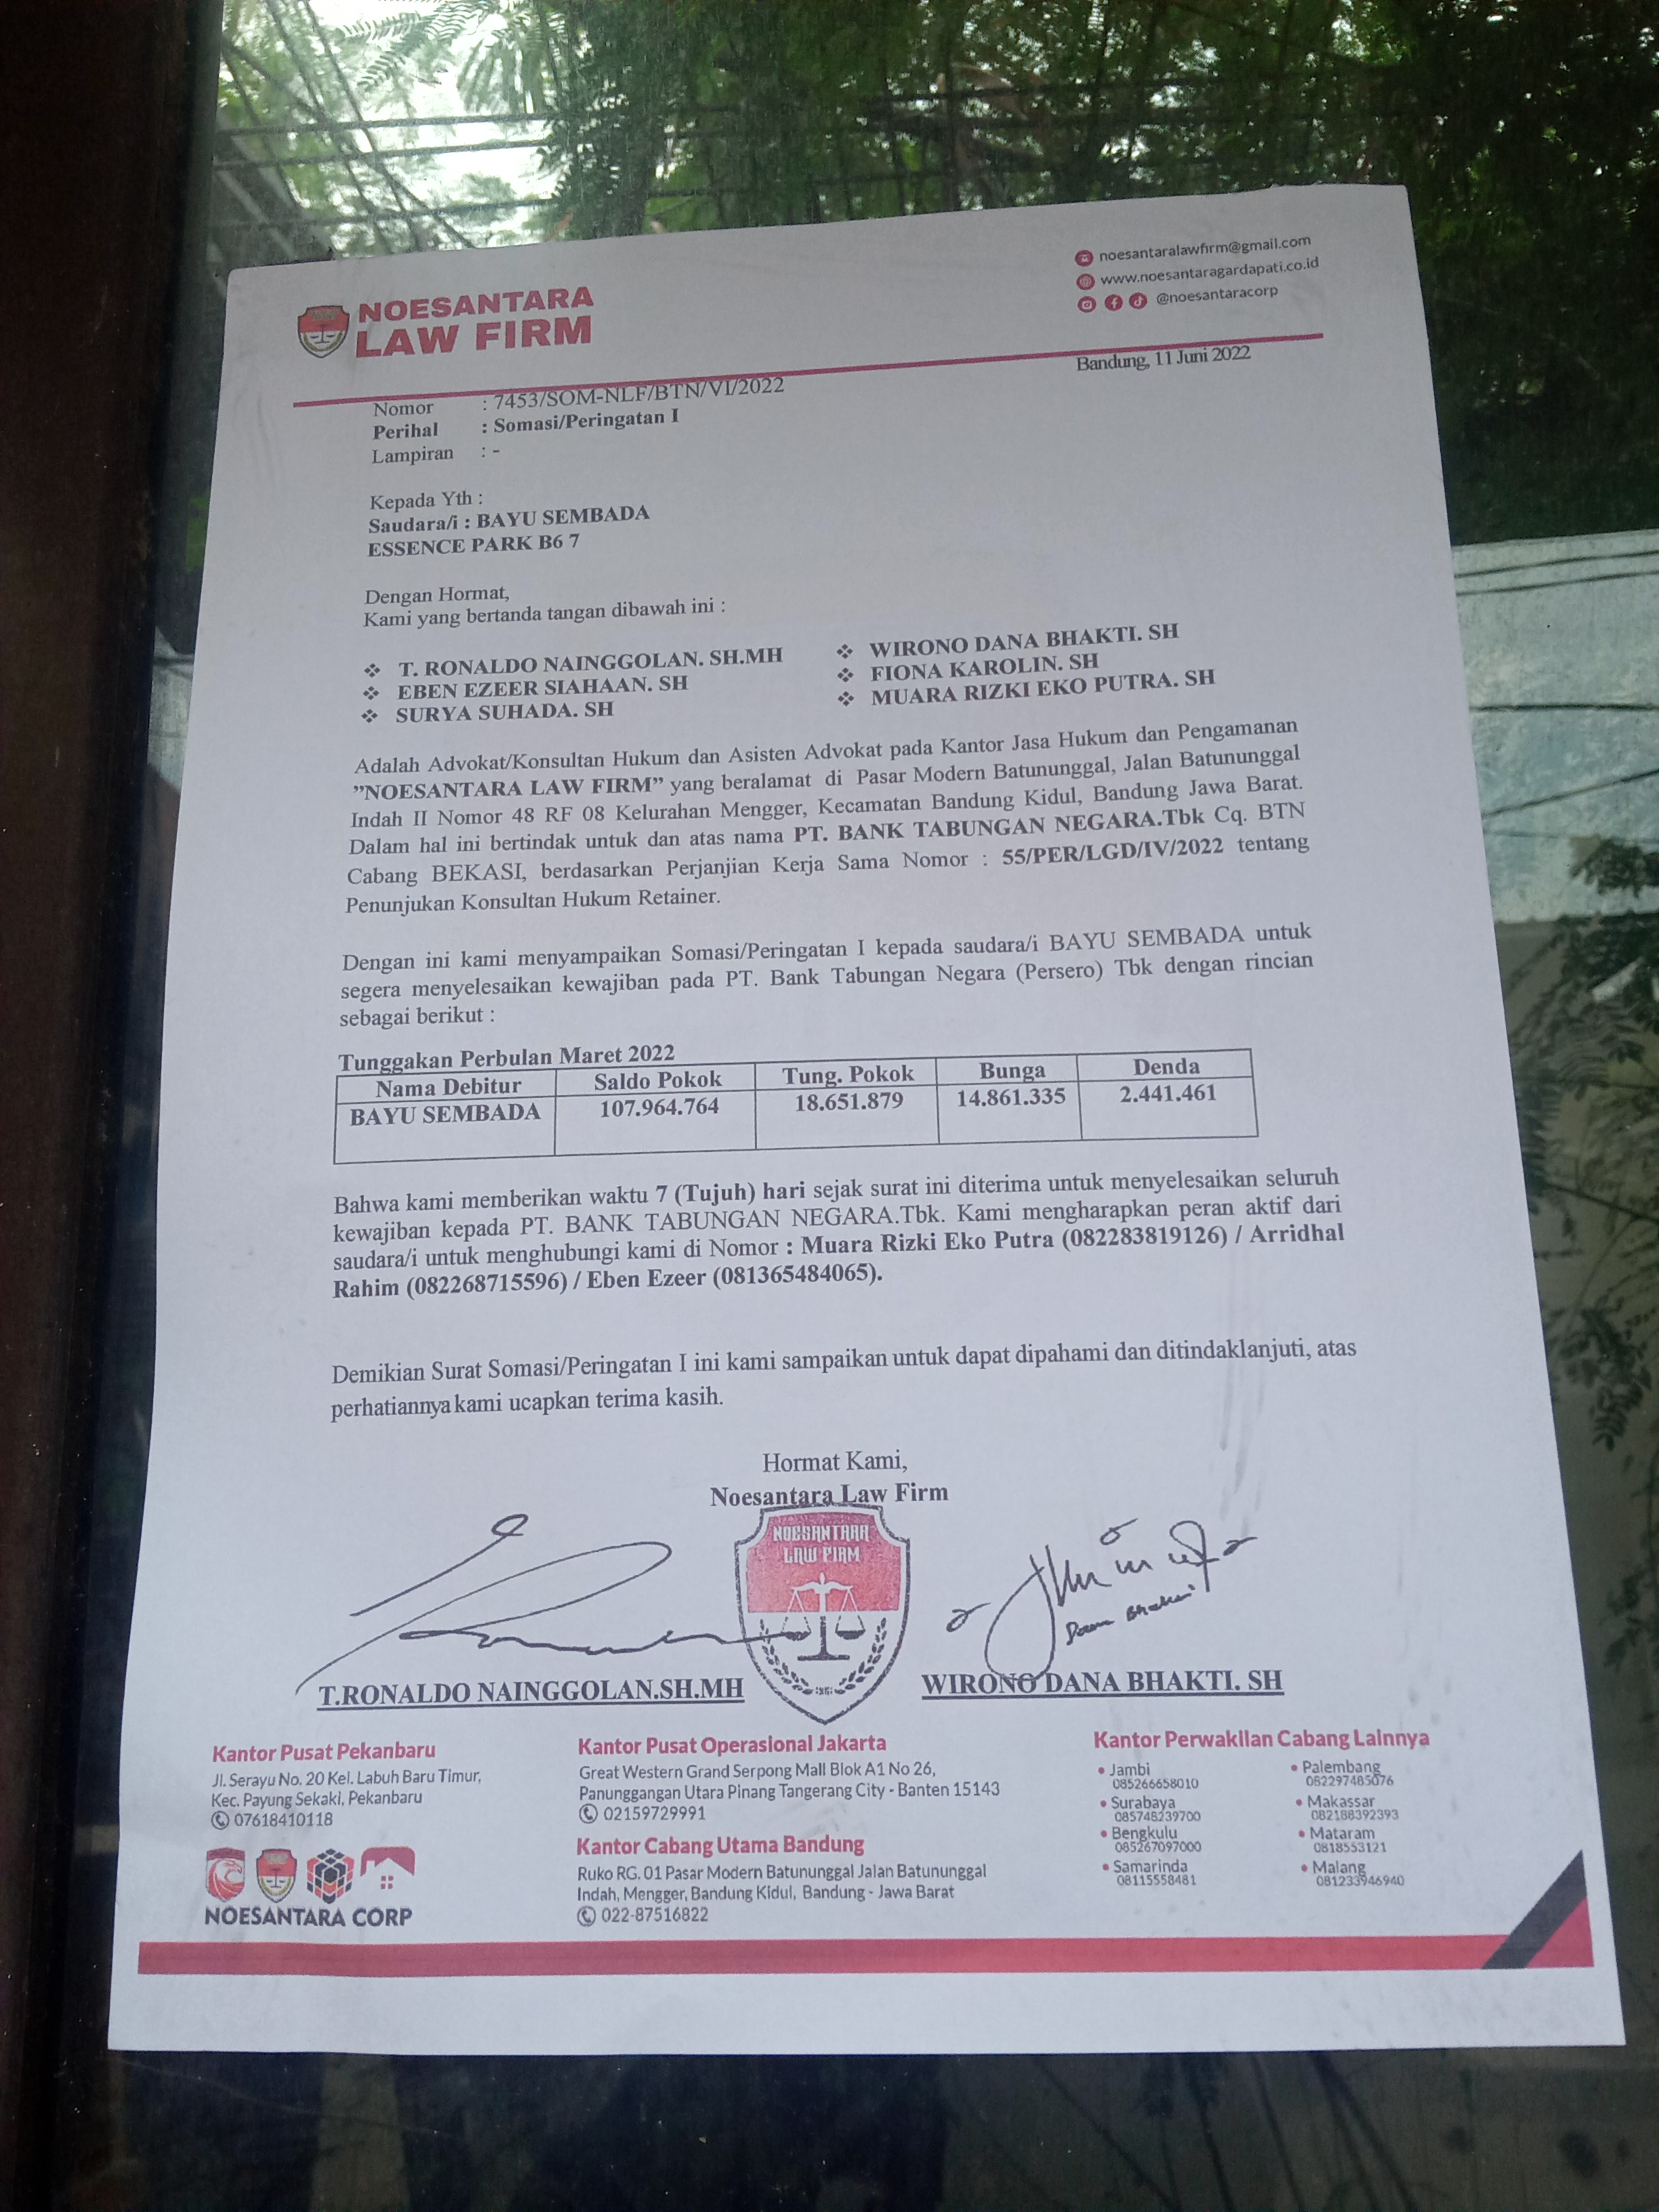 NOESANTARA
LAW FIRM
noesantaralawfirm@gmail.com
www.noesantaragardapati.co.id
@noesantaracorp
Bandung, 11 Juni 2022
Nomor : 7453/SOM-NLF/BTN/VI/2022
Perihal : Somasi/Peringatan I
Lampiran : -
Kepada Yth :
Saudara/i : BAYU SEMBADA
ESSENCE PARK B6 7
Dengan Hormat,
Kami yang bertanda tangan dibawah ini :
❖ T. RONALDO NAINGGOLAN. SH.MH
❖ EBEN EZEER SIAHAAN. SH
❖ SURYA SUHADA. SH
❖ WIRONO DANA BHAKTI. SH
❖ FIONA KAROLIN. SH
❖ MUARA RIZKI EKO PUTRA. SH
Adalah Advokat/Konsultan Hukum dan Asisten Advokat pada Kantor Jasa Hukum dan Pengamanan
”NOESANTARA LAW FIRM” yang beralamat di Pasar Modern Batununggal, Jalan Batununggal
Indah II Nomor 48 RF 08 Kelurahan Mengger, Kecamatan Bandung Kidul, Bandung Jawa Barat.
Dalam hal ini bertindak untuk dan atas nama PT. BANK TABUNGAN NEGARA.Tbk Cq. BTN
Cabang BEKASI, berdasarkan Perjanjian Kerja Sama Nomor : 55/PER/LGD/IV/2022 tentang
Penunjukan Konsultan Hukum Retainer.
Dengan ini kami menyampaikan Somasi/Peringatan I kepada saudara/i BAYU SEMBADA untuk
segera menyelesaikan kewajiban pada PT. Bank Tabungan Negara (Persero) Tbk dengan rincian
sebagai berikut :
Tunggakan Perbulan Maret 2022
Nama Debitur Saldo Pokok Tung. Pokok Bunga Denda
BAYU SEMBADA 107.964.764 18.651.879 14.861.335 2.441.461
Bahwa kami memberikan waktu 7 (Tujuh) hari sejak surat ini diterima untuk menyelesaikan seluruh
kewajiban kepada PT. BANK TABUNGAN NEGARA.Tbk. Kami mengharapkan peran aktif dari
saudara/i untuk menghubungi kami di Nomor : Muara Rizki Eko Putra (082283819126) / Arridhal
Rahim (082268715596) / Eben Ezeer (081365484065).
Demikian Surat Somasi/Peringatan I ini kami sampaikan untuk dapat dipahami dan ditindaklanjuti, atas
perhatiannya kami ucapkan terima kasih.
Hormat Kami,
Noesantara Law Firm
NOESANTARA
LAW FIRM
Dana Bhakti
T.RONALDO NAINGGOLAN.SH.MH
WIRONO DANA BHAKTI. SH
Kantor Pusat Pekanbaru
Jl. Serayu No. 20 Kel. Labuh Baru Timur,
Kec. Payung Sekaki, Pekanbaru
07618410118
NOESANTARA CORP
Kantor Pusat Operasional Jakarta
Great Western Grand Serpong Mall Blok A1 No 26,
Panunggangan Utara Pinang Tangerang City - Banten 15143
02159729991
Kantor Cabang Utama Bandung
Ruko RG. 01 Pasar Modern Batununggal Jalan Batununggal
Indah, Mengger, Bandung Kidul, Bandung - Jawa Barat
022-87516822
Kantor Perwakilan Cabang Lainnya
• Jambi
085266658010
• Surabaya
085748239700
• Bengkulu
085267097000
• Samarinda
08115558481
• Palembang
082297485076
• Makassar
082188392393
• Mataram
0818553121
• Malang
081233946940